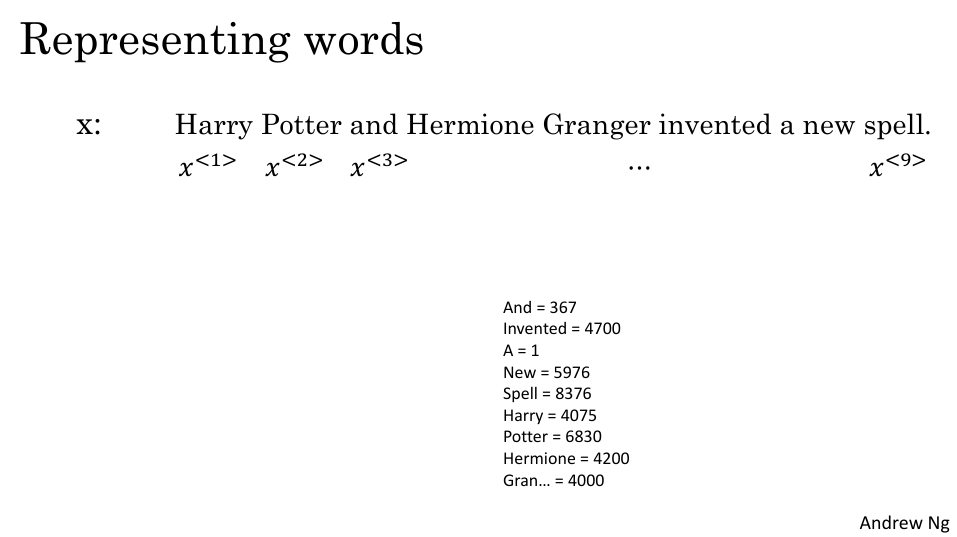 Representing words
x: Harry Potter and Hermione Granger invented a new spell.
𝑥<1> 𝑥<2> 𝑥<3> ⋯ 𝑥<9>
And = 367
Invented = 4700
A = 1
New = 5976
Spell = 8376
Harry = 4075
Potter = 6830
Hermione = 4200
Gran… = 4000
Andrew Ng